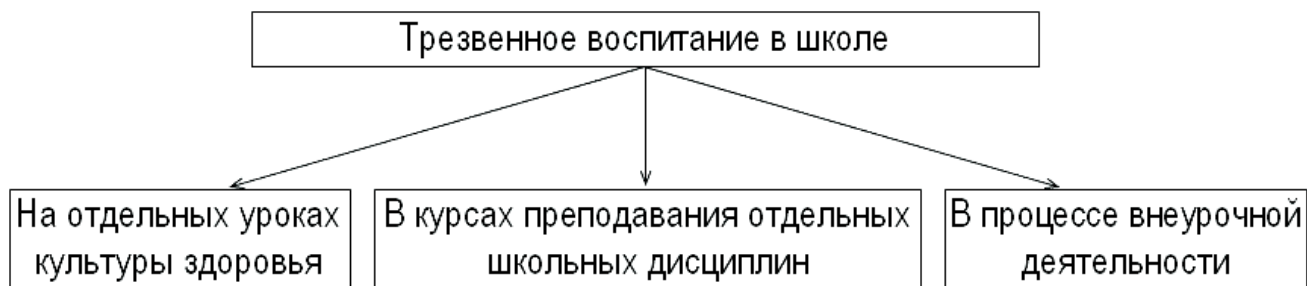 Трезвенное воспитание в школе
На отдельных уроках
культуры здоровья
В курсах преподавания отдельных
школьных дисциплин
В процессе внеурочной
деятельности